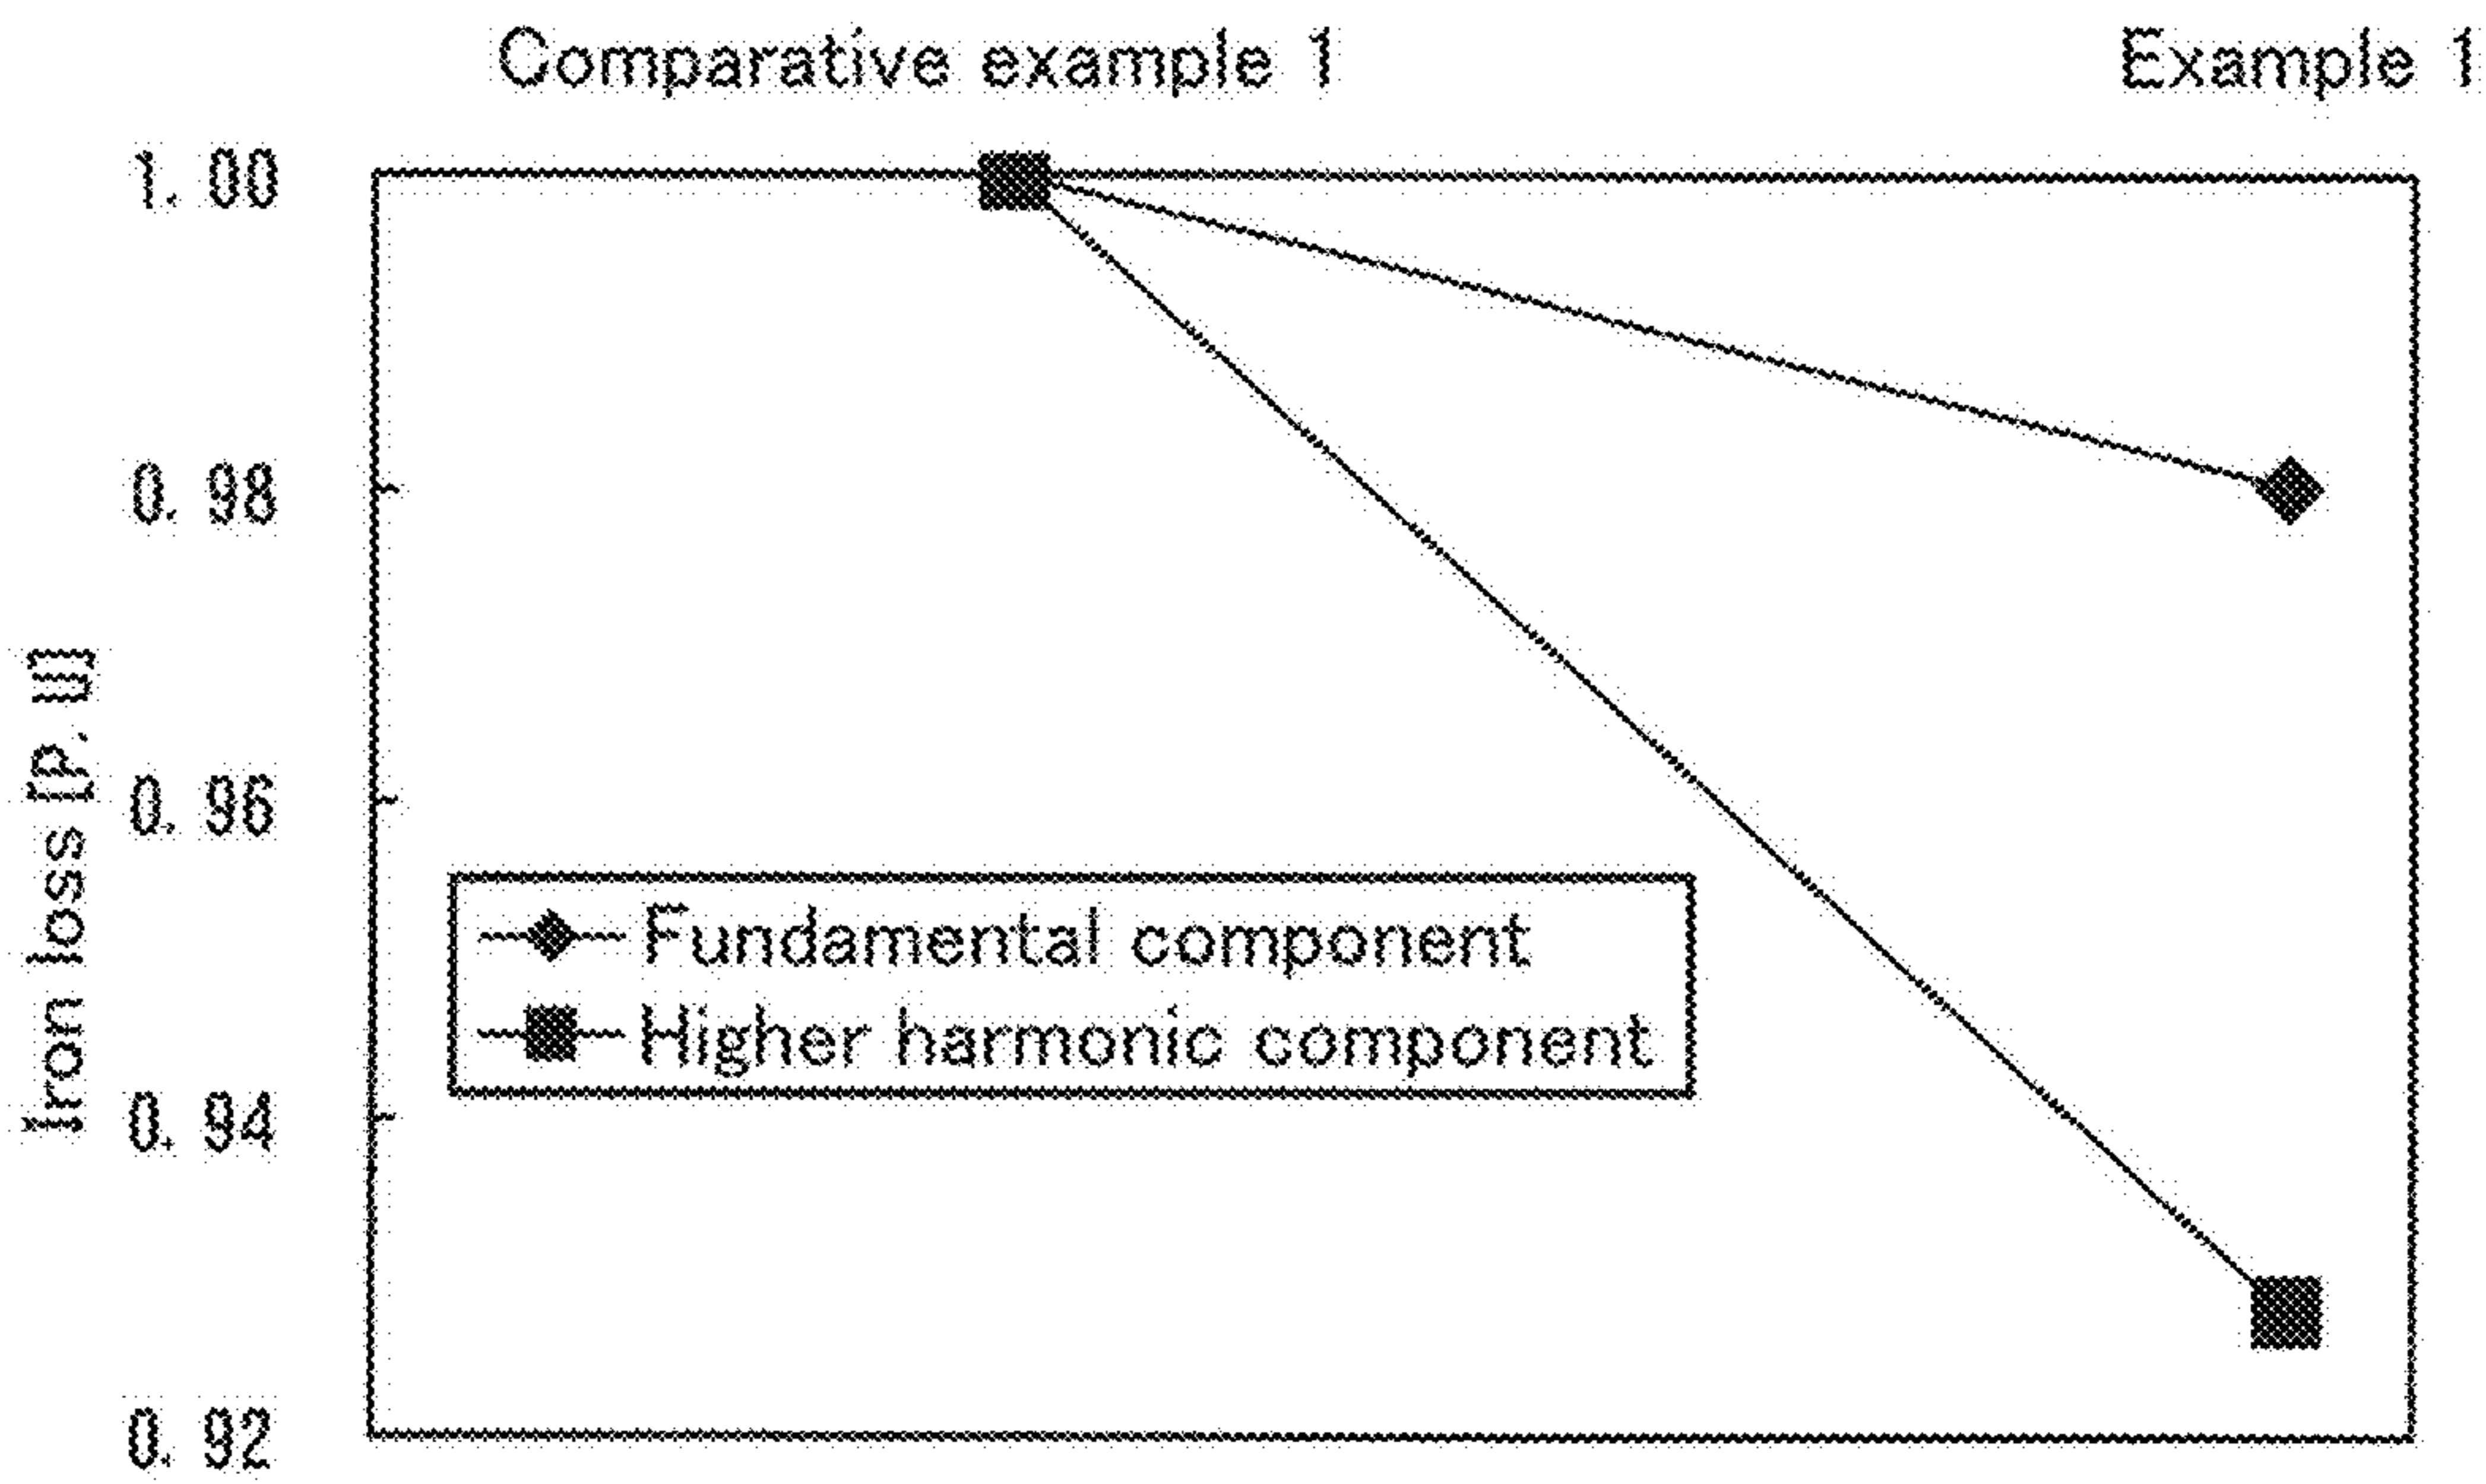 Comparative example 1 Example 1
1.00
0.98
0.96
0.94
0.92
Iron loss [P.U]
Fundamental component
Higher harmonic component